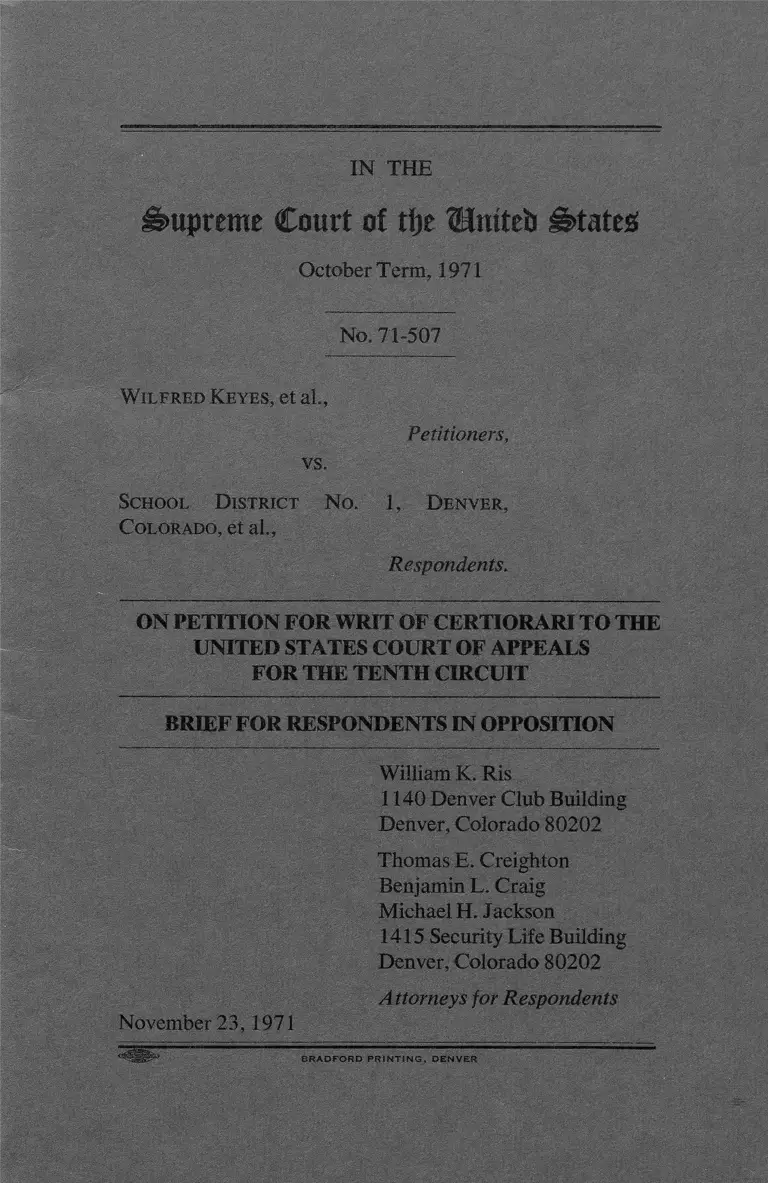 IN THE
Supreme Court of the United States
October Term, 1971
No. 71-507
WILFRED KEYES, et al.,
Petitioners,
vs.
SCHOOL DISTRICT NO. 1, DENVER,
COLORADO, et al.,
Respondents.
ON PETITION FOR WRIT OF CERTIORARI TO THE
UNITED STATES COURT OF APPEALS
FOR THE TENTH CIRCUIT
BRIEF FOR RESPONDENTS IN OPPOSITION
William K. Ris
1140 Denver Club Building
Denver, Colorado 80202
Thomas E. Creighton
Benjamin L. Craig
Michael H. Jackson
1415 Security Life Building
Denver, Colorado 80202
Attorneys for Respondents
November 23, 1971
BRADFORD PRINTING, DENVER